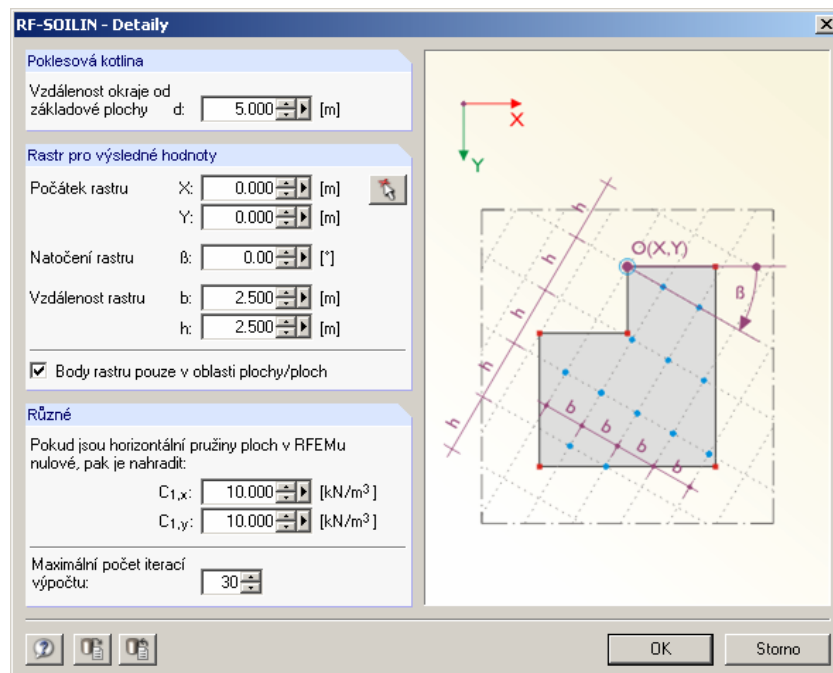 RF-SOILIN - Detaily
Poklesová kotlina
Vzdálenost okraje od
základové plochy d: 5.000 [m]
Rastr pro výsledné hodnoty
Počátek rastru X: 0.000 [m]
Y: 0.000 [m]
Natočení rastru ß: 0.00 [°]
Vzdálenost rastru b: 2.500 [m]
h: 2.500 [m]
Body rastru pouze v oblasti plochy/ploch
Různé
Pokud jsou horizontální pružiny ploch v RFEMu
nulové, pak je nahradit:
C1,x: 10.000 [kN/m³]
C1,y: 10.000 [kN/m³]
Maximální počet iterací
výpočtu: 30
X
Y
O(X,Y)
ß
h
h
h
h
h
b
b
b
b
OK Storno